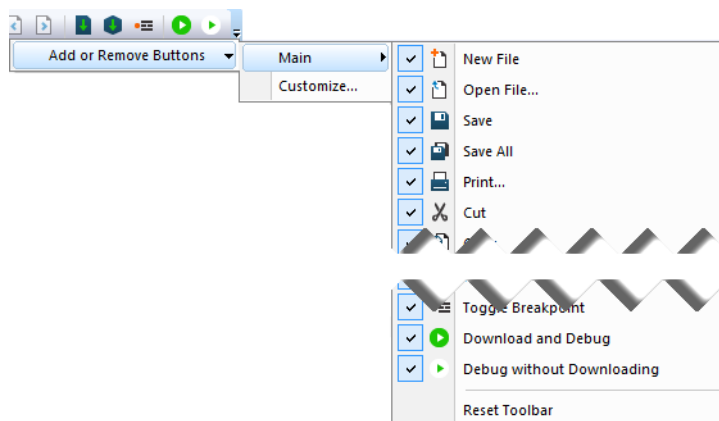 Add or Remove Buttons
Main
Customize...
New File
Open File...
Save
Save All
Print...
Cut
Toggle Breakpoint
Download and Debug
Debug without Downloading
Reset Toolbar